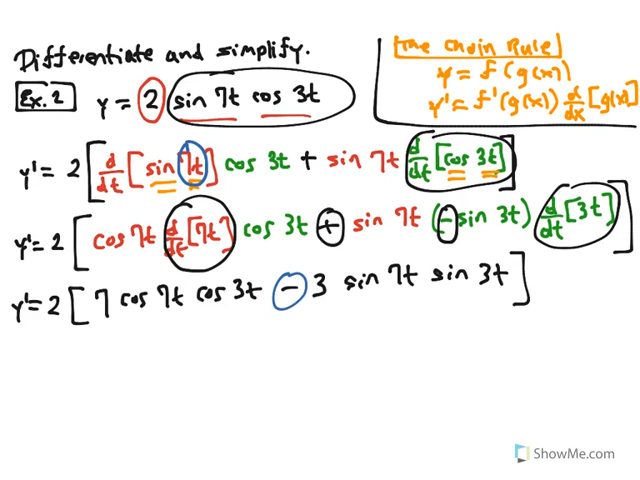 Differentiate and simplify.
The Chain Rule
y = f(g(x))
y' = f'(g(x)) d/dx [g(x)]
Ex. 2
y = 2 sin 7t cos 3t
y' = 2 [ d/dt [sin 7t] cos 3t + sin 7t d/dt [cos 3t] ]
y' = 2 [ cos 7t d/dt [7t] cos 3t + sin 7t (- sin 3t) d/dt [3t] ]
y' = 2 [ 7 cos 7t cos 3t - 3 sin 7t sin 3t ]
ShowMe.com